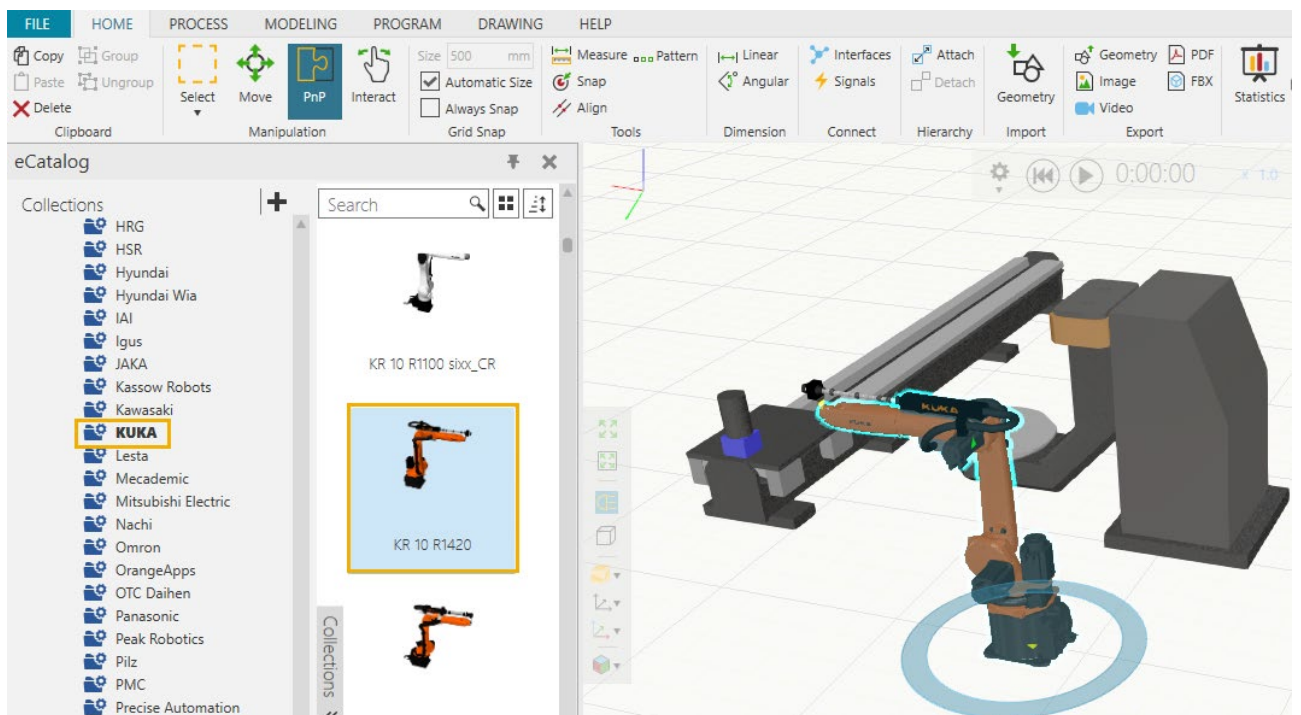 FILE HOME PROCESS MODELING PROGRAM DRAWING HELP
Copy Group Size 500 mm Measure Pattern Linear Interfaces Attach Geometry PDF
Paste Ungroup Automatic Size Snap Angular Signals Detach Image FBX
Delete Select Move PnP Interact Always Snap Align Geometry Video Statistics
Clipboard Manipulation Grid Snap Tools Dimension Connect Hierarchy Import Export
eCatalog
0:00:00 x 1.0
Collections
Search
HRG
HSR
Hyundai
Hyundai Wia
IAI
Igus
JAKA
Kassow Robots
Kawasaki
KUKA
Lesta
Mecademic
Mitsubishi Electric
Nachi
Omron
OrangeApps
OTC Daihen
Panasonic
Peak Robotics
Pilz
PMC
Precise Automation
KR 10 R1100 sixx_CR
KR 10 R1420
Collections
KUKA
KUKA